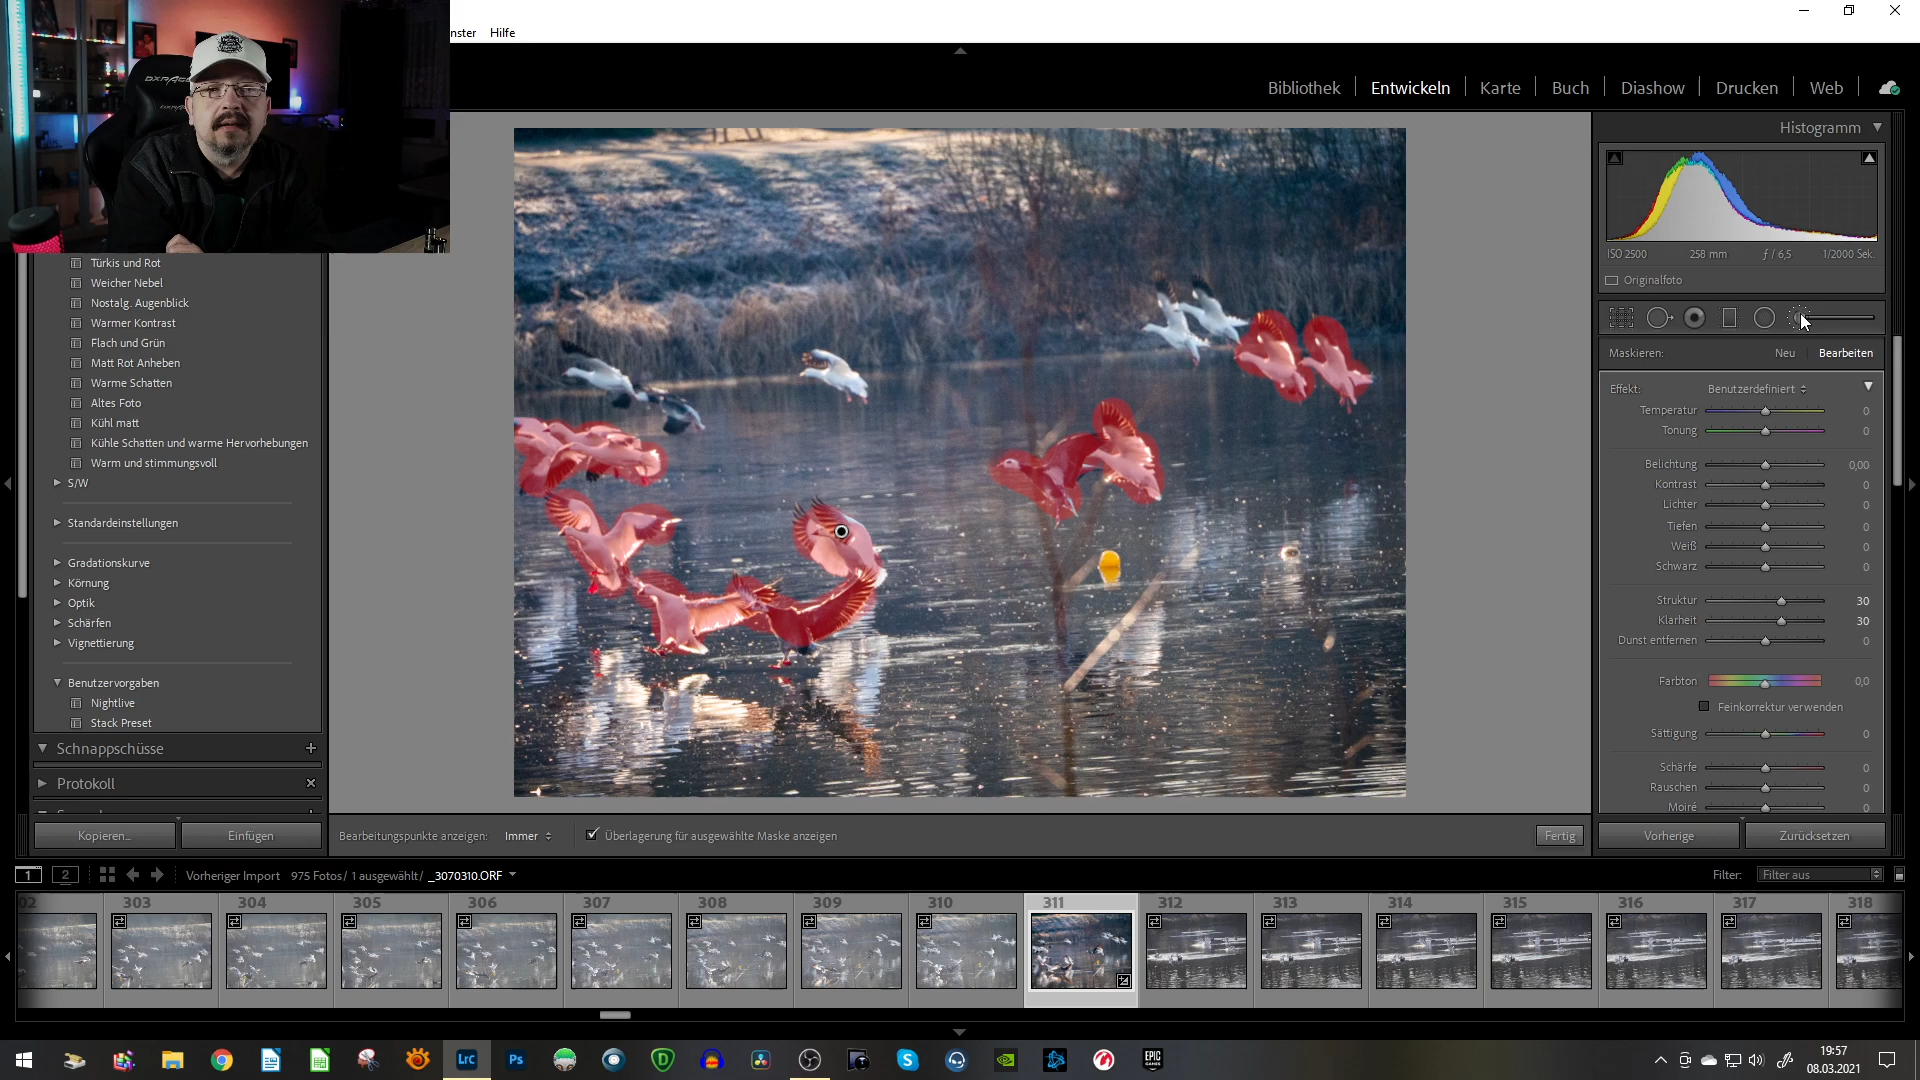 nster Hilfe
Bibliothek Entwickeln Karte Buch Diashow Drucken Web
DXRACER
Histogramm
ISO 2500 258 mm ƒ / 6,5 1/2000 Sek.
Originalfoto
Maskieren: Neu Bearbeiten
Effekt: Benutzerdefiniert
Temperatur 0
Tonung 0
Belichtung 0,00
Kontrast 0
Lichter 0
Tiefen 0
Weiß 0
Schwarz 0
Struktur 30
Klarheit 30
Dunst entfernen 0
Farbton 0,0
Feinkorrektur verwenden
Sättigung 0
Schärfe 0
Rauschen 0
Moiré 0
Vorherige Zurücksetzen
Türkis und Rot
Weicher Nebel
Nostalg. Augenblick
Warmer Kontrast
Flach und Grün
Matt Rot Anheben
Warme Schatten
Altes Foto
Kühl matt
Kühle Schatten und warme Hervorhebungen
Warm und stimmungsvoll
S/W
Standardeinstellungen
Gradationskurve
Körnung
Optik
Schärfen
Vignettierung
Benutzervorgaben
Nightlive
Stack Preset
Schnappschüsse
Protokoll
Kopieren... Einfügen
Bearbeitungspunkte anzeigen: Immer Überlagerung für ausgewählte Maske anzeigen Fertig
1 2 Vorheriger Import 975 Fotos / 1 ausgewählt / _3070310.ORF Filter: Filter aus
02 303 304 305 306 307 308 309 310 311 312 313 314 315 316 317 318
LrC Ps EPIC GAMES
19:57
08.03.2021